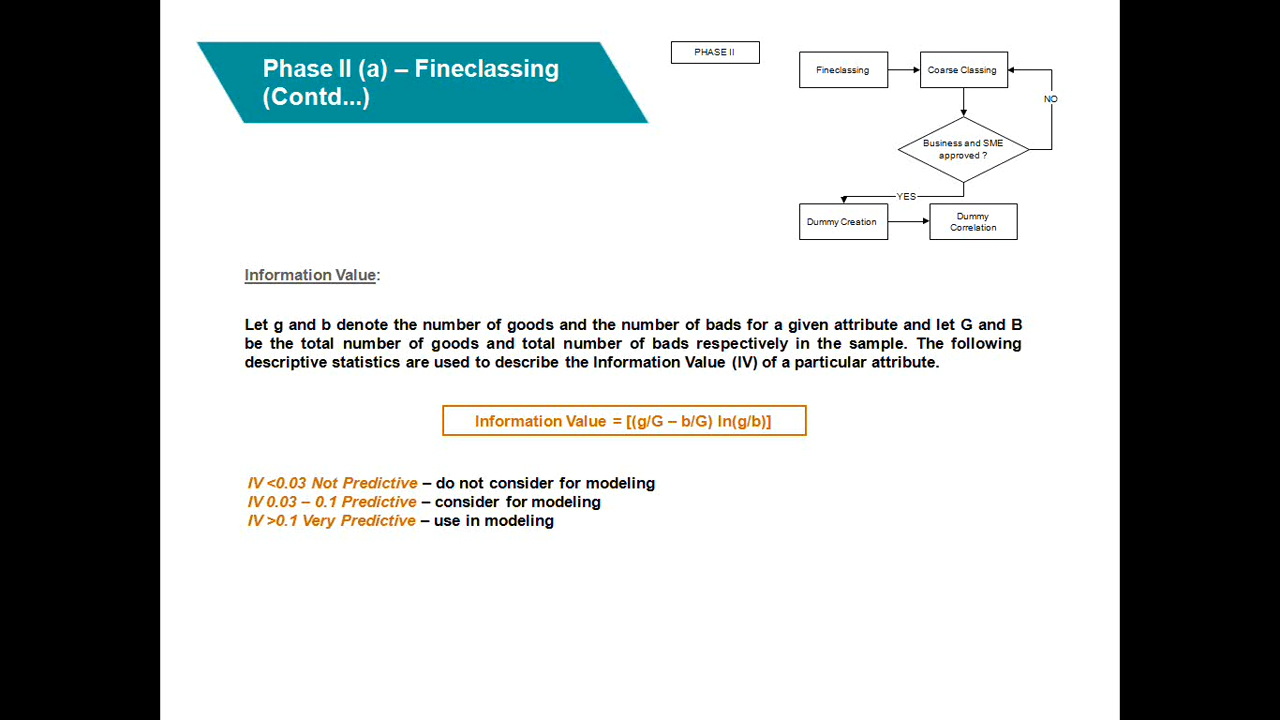 Phase II (a) – Fineclassing
(Contd...)
PHASE II
Fineclassing
Coarse Classing
NO
Business and SME
approved ?
YES
Dummy Creation
Dummy
Correlation
Information Value:
Let g and b denote the number of goods and the number of bads for a given attribute and let G and B
be the total number of goods and total number of bads respectively in the sample. The following
descriptive statistics are used to describe the Information Value (IV) of a particular attribute.
Information Value = [(g/G – b/G) ln(g/b)]
IV <0.03 Not Predictive – do not consider for modeling
IV 0.03 – 0.1 Predictive – consider for modeling
IV >0.1 Very Predictive – use in modeling